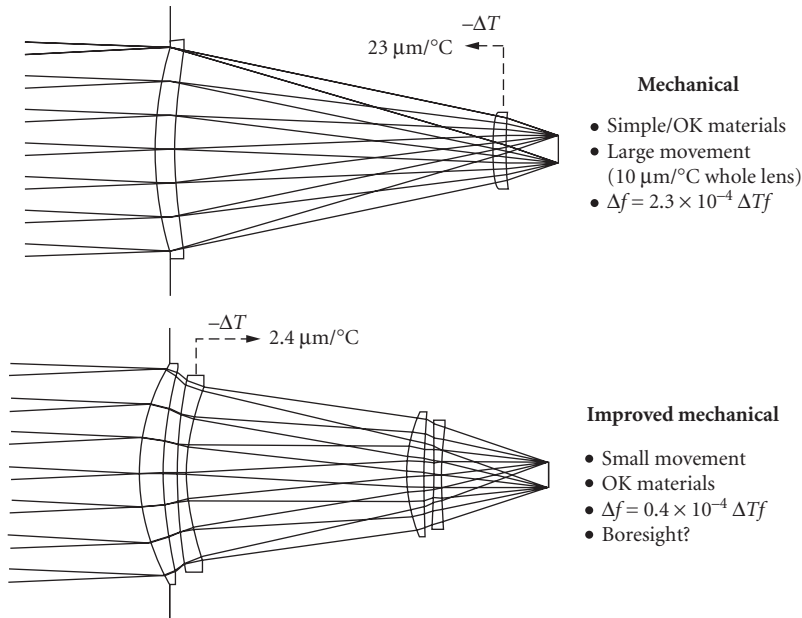 −ΔT
23 μm/°C
Mechanical
• Simple/OK materials
• Large movement
(10 μm/°C whole lens)
• Δf = 2.3 × 10⁻⁴ ΔTf
−ΔT
2.4 μm/°C
Improved mechanical
• Small movement
• OK materials
• Δf = 0.4 × 10⁻⁴ ΔTf
• Boresight?